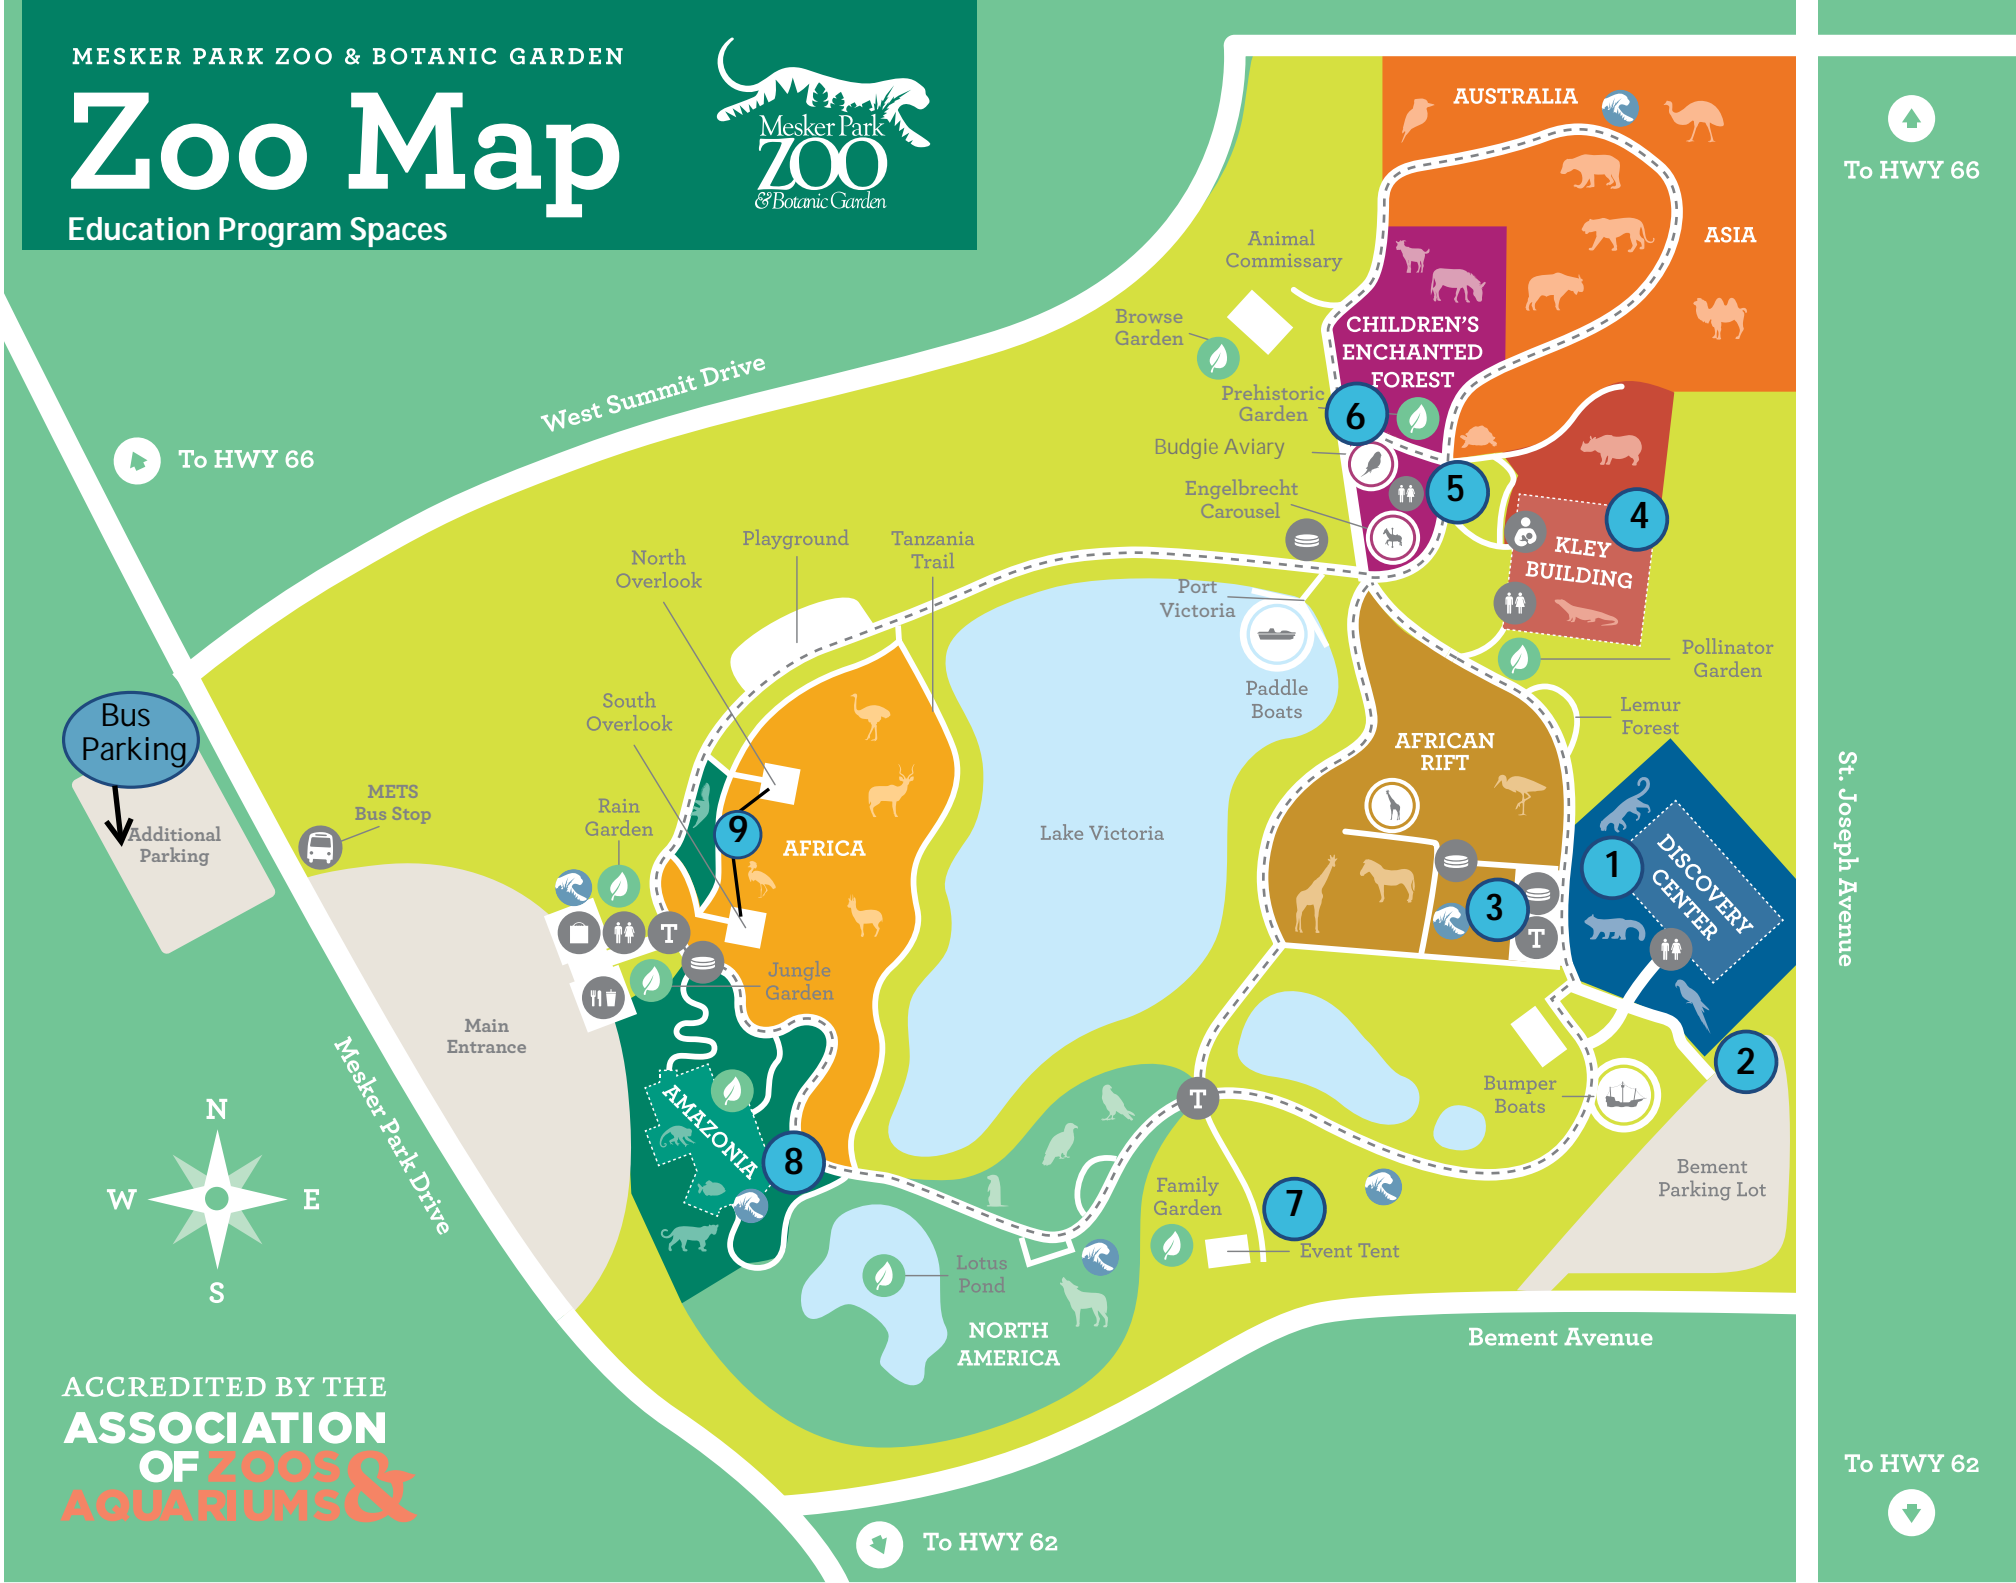 MESKER PARK ZOO & BOTANIC GARDEN
Zoo Map
Education Program Spaces
Mesker Park
ZOO
& Botanic Garden
AUSTRALIA
To HWY 66
ASIA
Animal
Commissary
Browse
Garden
CHILDREN'S
ENCHANTED
FOREST
West Summit Drive
Prehistoric
Garden
6
Budgie Aviary
To HWY 66
Engelbrecht
Carousel
5
4
KLEY
BUILDING
Playground
Tanzania
Trail
North
Overlook
Port
Victoria
Pollinator
Garden
Paddle
Boats
Lemur
Forest
South
Overlook
Bus
Parking
AFRICAN
RIFT
St. Joseph Avenue
METS
Bus Stop
Additional
Parking
Rain
Garden
9
AFRICA
Lake Victoria
1
DISCOVERY
CENTER
3
T
T
Jungle
Garden
Main
Entrance
Mesker Park Drive
2
Bumper
Boats
T
AMAZONIA
8
N
W
E
S
Bement
Parking Lot
Family
Garden
7
Event Tent
Lotus
Pond
NORTH
AMERICA
Bement Avenue
ACCREDITED BY THE
ASSOCIATION
OF ZOOS &
AQUARIUMS
To HWY 62
To HWY 62